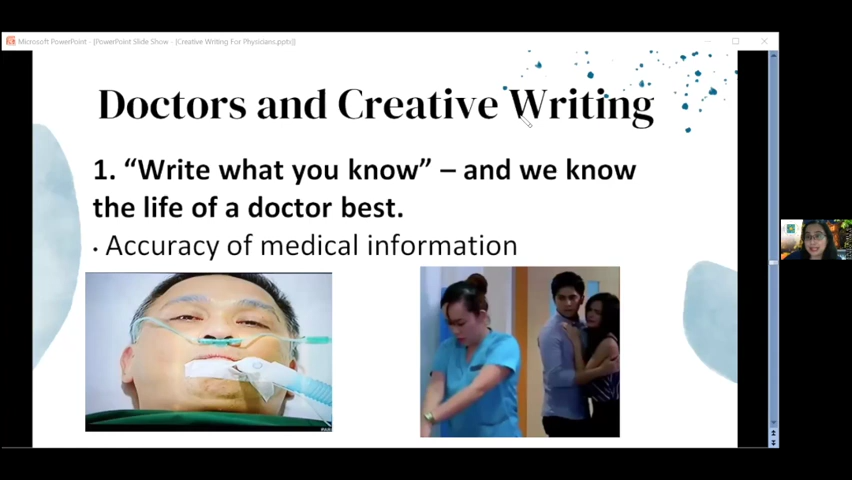 Microsoft PowerPoint - [PowerPoint Slide Show - [Creative Writing For Physicians.ppts]]
Doctors and Creative Writing
1. “Write what you know” – and we know
the life of a doctor best.
• Accuracy of medical information